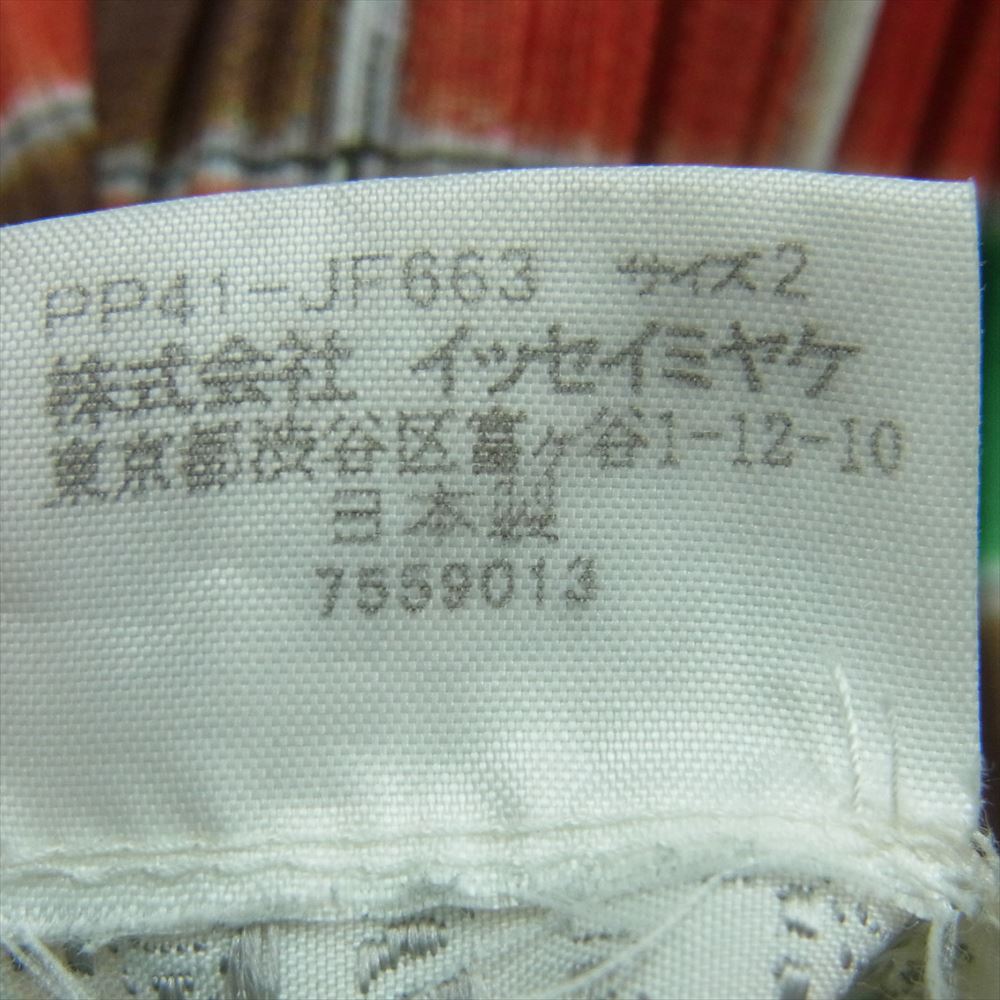 PP41-JF663 サイズ2
株式会社 イッセイミヤケ
東京都渋谷区富ヶ谷1-12-10
日本製
7559013